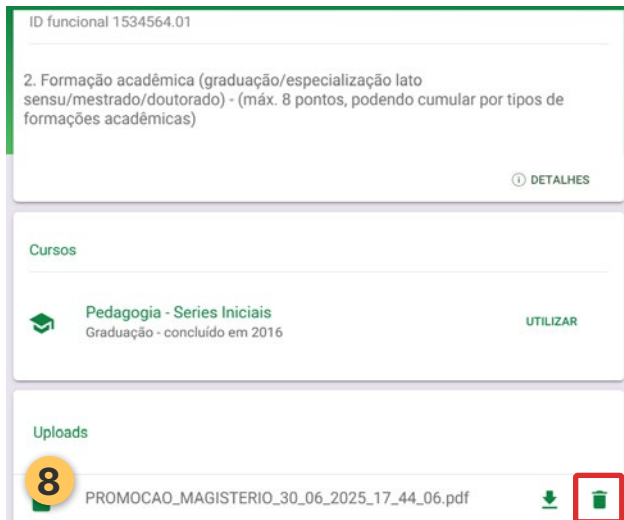 ID funcional 1534564.01
2. Formação acadêmica (graduação/especialização lato
sensu/mestrado/doutorado) - (máx. 8 pontos, podendo cumular por tipos de
formações acadêmicas)
DETALHES
Cursos
Pedagogia - Series Iniciais
Graduação - concluído em 2016
UTILIZAR
Uploads
8
PROMOCAO_MAGISTERIO_30_06_2025_17_44_06.pdf